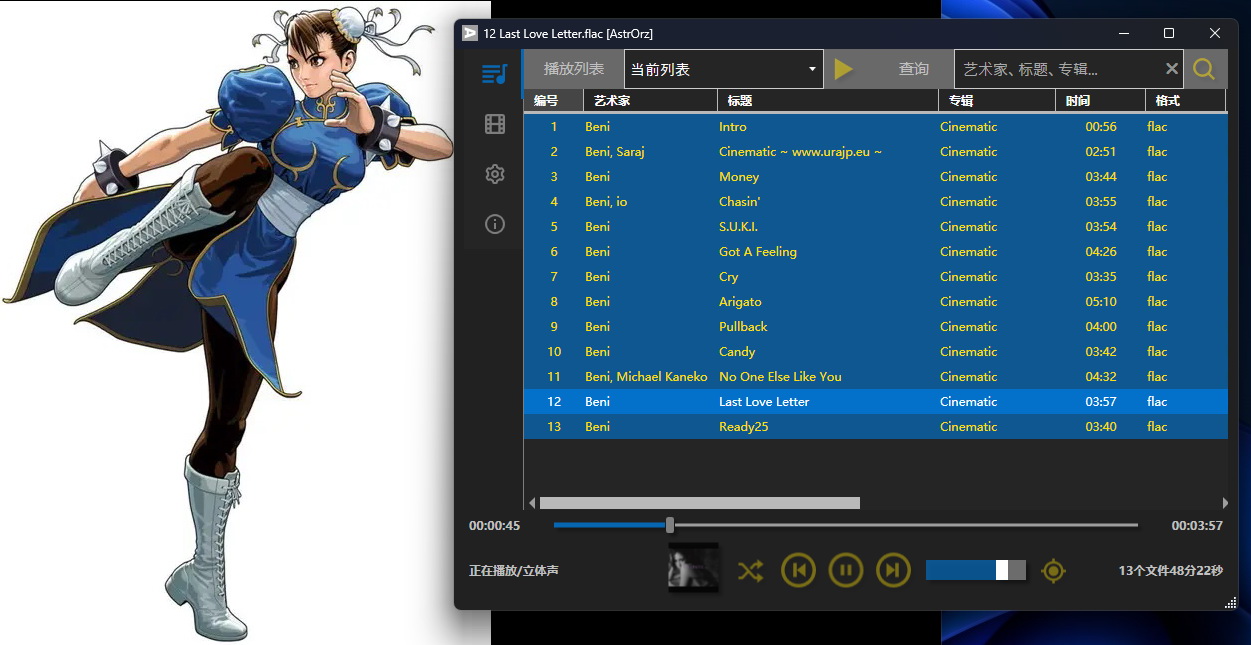 12 Last Love Letter.flac [AstrOrz]
播放列表 当前列表 查询 艺术家、标题、专辑...
编号 艺术家 标题 专辑 时间 格式
1 Beni Intro Cinematic 00:56 flac
2 Beni, Saraj Cinematic ~ www.urajp.eu ~ Cinematic 02:51 flac
3 Beni Money Cinematic 03:44 flac
4 Beni, io Chasin' Cinematic 03:55 flac
5 Beni S.U.K.I. Cinematic 03:54 flac
6 Beni Got A Feeling Cinematic 04:26 flac
7 Beni Cry Cinematic 03:35 flac
8 Beni Arigato Cinematic 05:10 flac
9 Beni Pullback Cinematic 04:00 flac
10 Beni Candy Cinematic 03:42 flac
11 Beni, Michael Kaneko No One Else Like You Cinematic 04:32 flac
12 Beni Last Love Letter Cinematic 03:57 flac
13 Beni Ready25 Cinematic 03:40 flac
00:00:45 00:03:57
正在播放/立体声 13个文件48分22秒